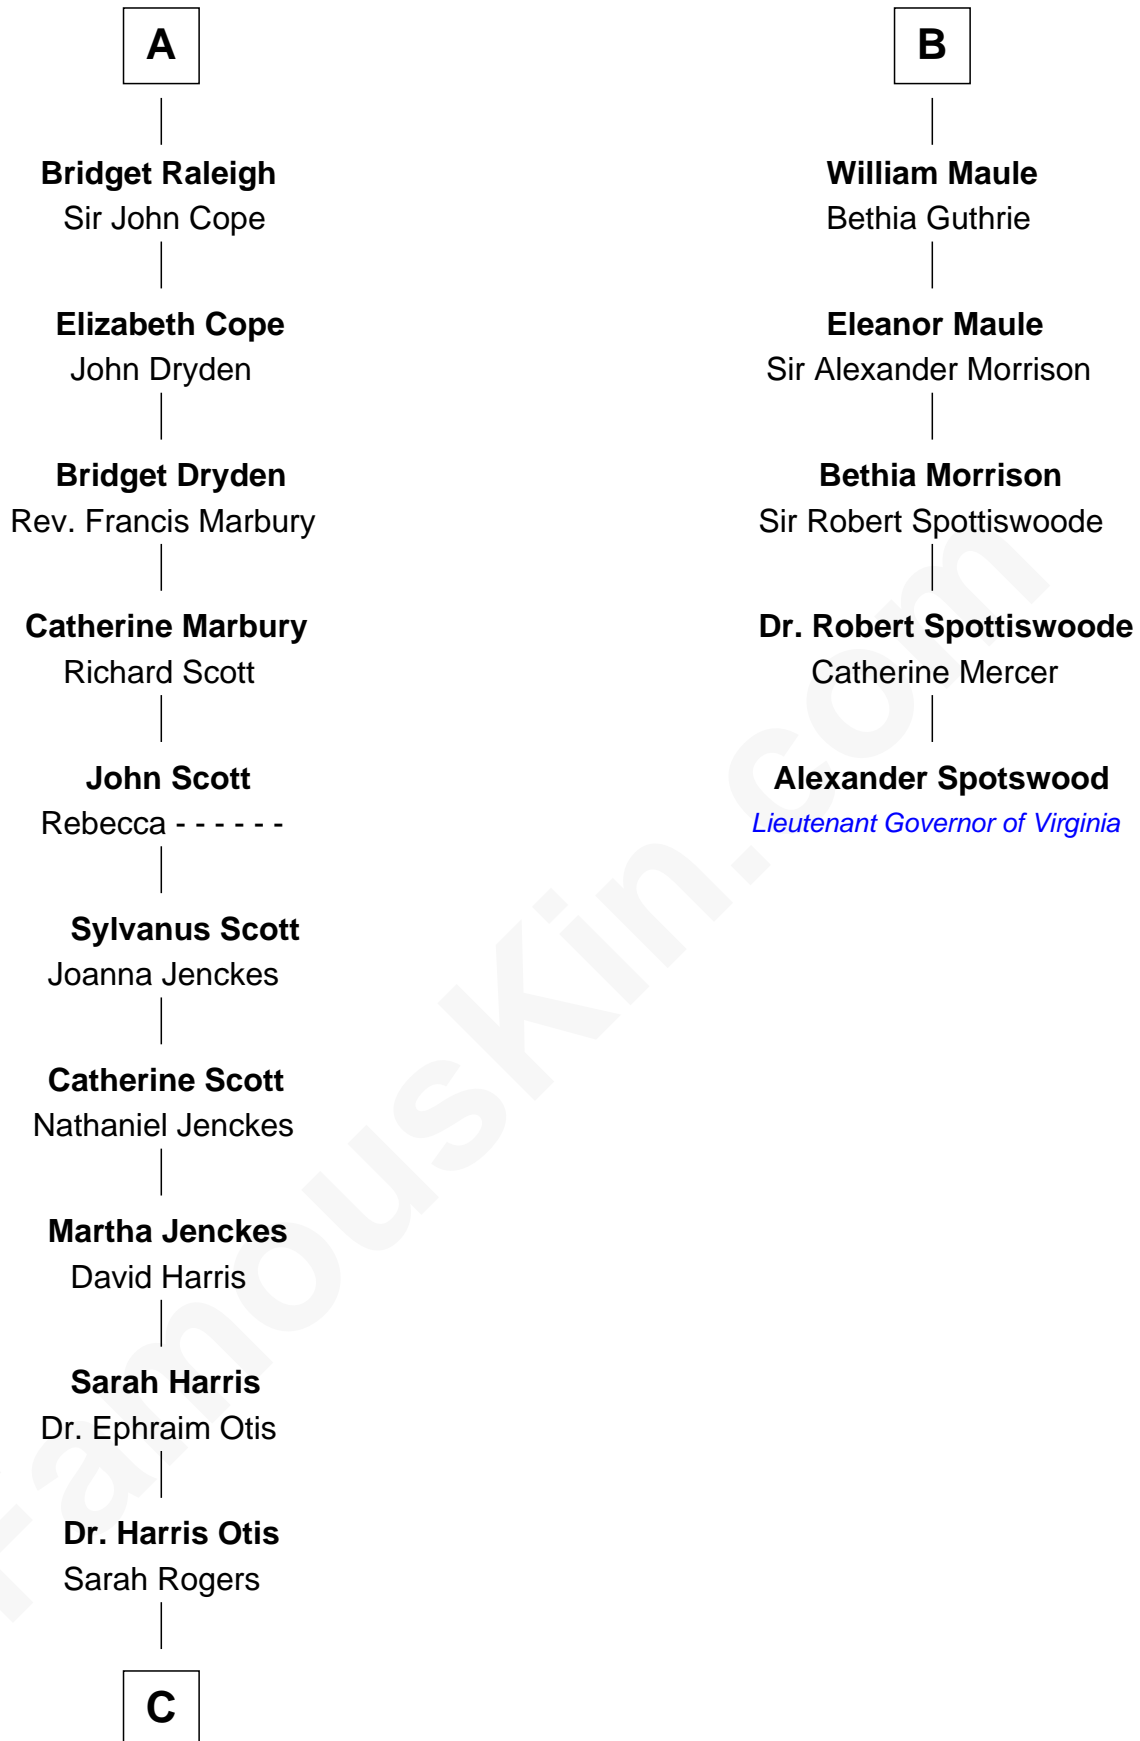 A
Bridget Raleigh
Sir John Cope
Elizabeth Cope
John Dryden
Bridget Dryden
Rev. Francis Marbury
Catherine Marbury
Richard Scott
John Scott
Rebecca - - - - - -
Sylvanus Scott
Joanna Jenckes
Catherine Scott
Nathaniel Jenckes
Martha Jenckes
David Harris
Sarah Harris
Dr. Ephraim Otis
Dr. Harris Otis
Sarah Rogers
C
B
William Maule
Bethia Guthrie
Eleanor Maule
Sir Alexander Morrison
Bethia Morrison
Sir Robert Spottiswoode
Dr. Robert Spottiswoode
Catherine Mercer
Alexander Spotswood
Lieutenant Governor of Virginia
FamousKin.com